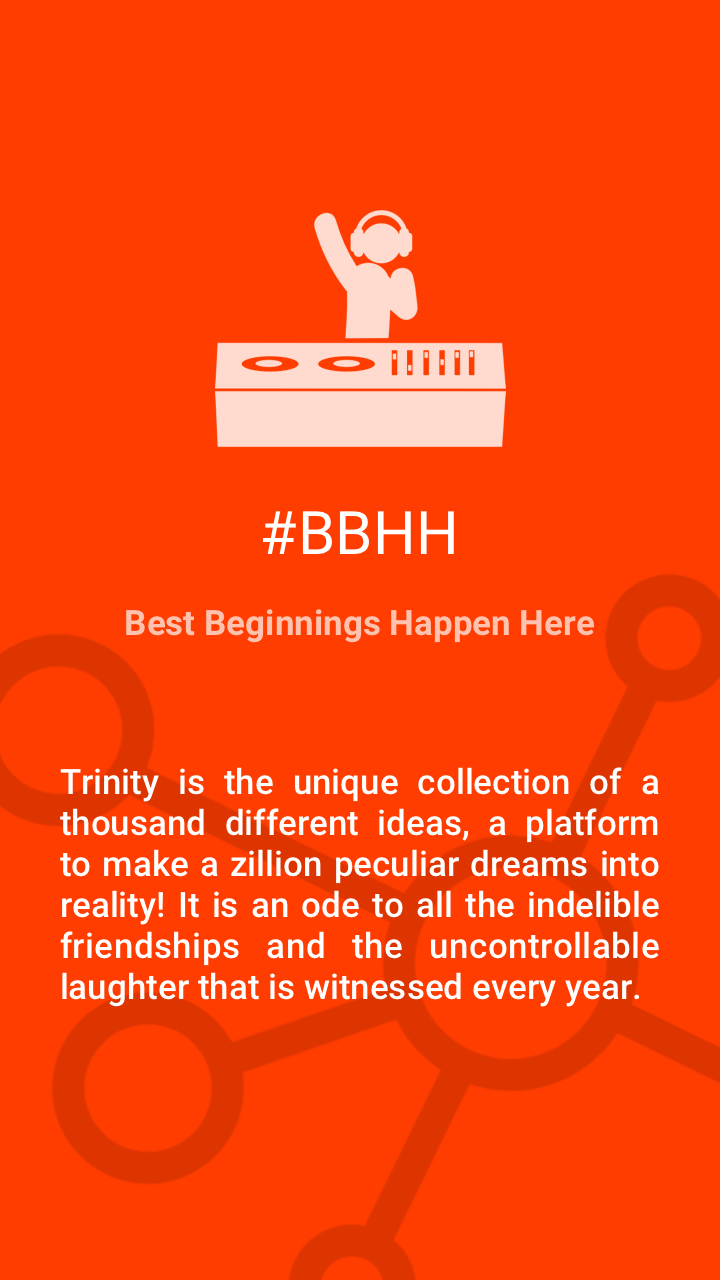 #BBHH
Best Beginnings Happen Here
Trinity is the unique collection of a
thousand different ideas, a platform
to make a zillion peculiar dreams into
reality! It is an ode to all the indelible
friendships and the uncontrollable
laughter that is witnessed every year.